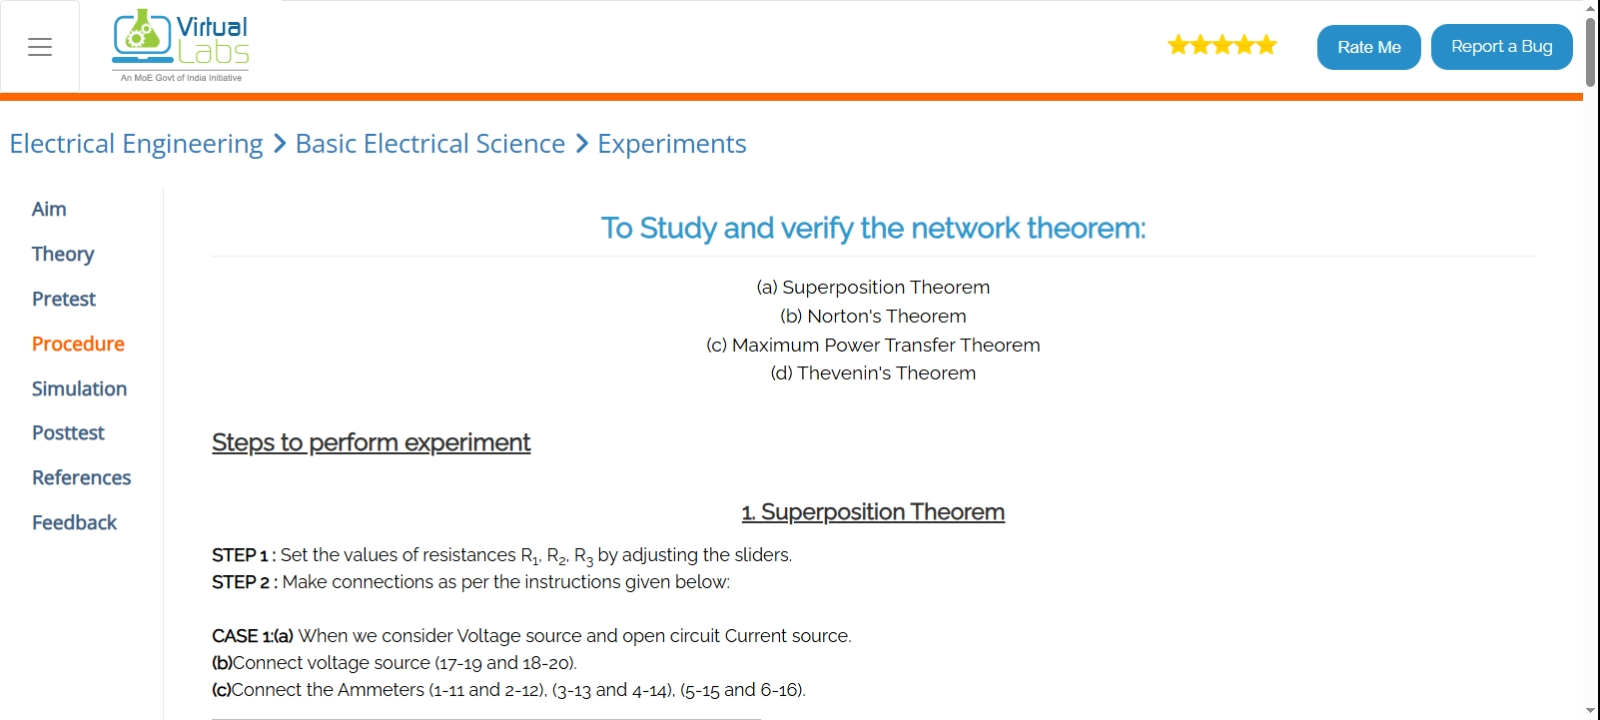 Virtual
Labs
An MoE Govt of India Initiative
Rate Me
Report a Bug
Electrical Engineering > Basic Electrical Science > Experiments
Aim
Theory
Pretest
Procedure
Simulation
Posttest
References
Feedback
To Study and verify the network theorem:
(a) Superposition Theorem
(b) Norton's Theorem
(c) Maximum Power Transfer Theorem
(d) Thevenin's Theorem
Steps to perform experiment
1. Superposition Theorem
STEP 1 : Set the values of resistances R₁, R₂, R₃ by adjusting the sliders.
STEP 2 : Make connections as per the instructions given below:
CASE 1:(a) When we consider Voltage source and open circuit Current source.
(b)Connect voltage source (17-19 and 18-20).
(c)Connect the Ammeters (1-11 and 2-12), (3-13 and 4-14), (5-15 and 6-16).